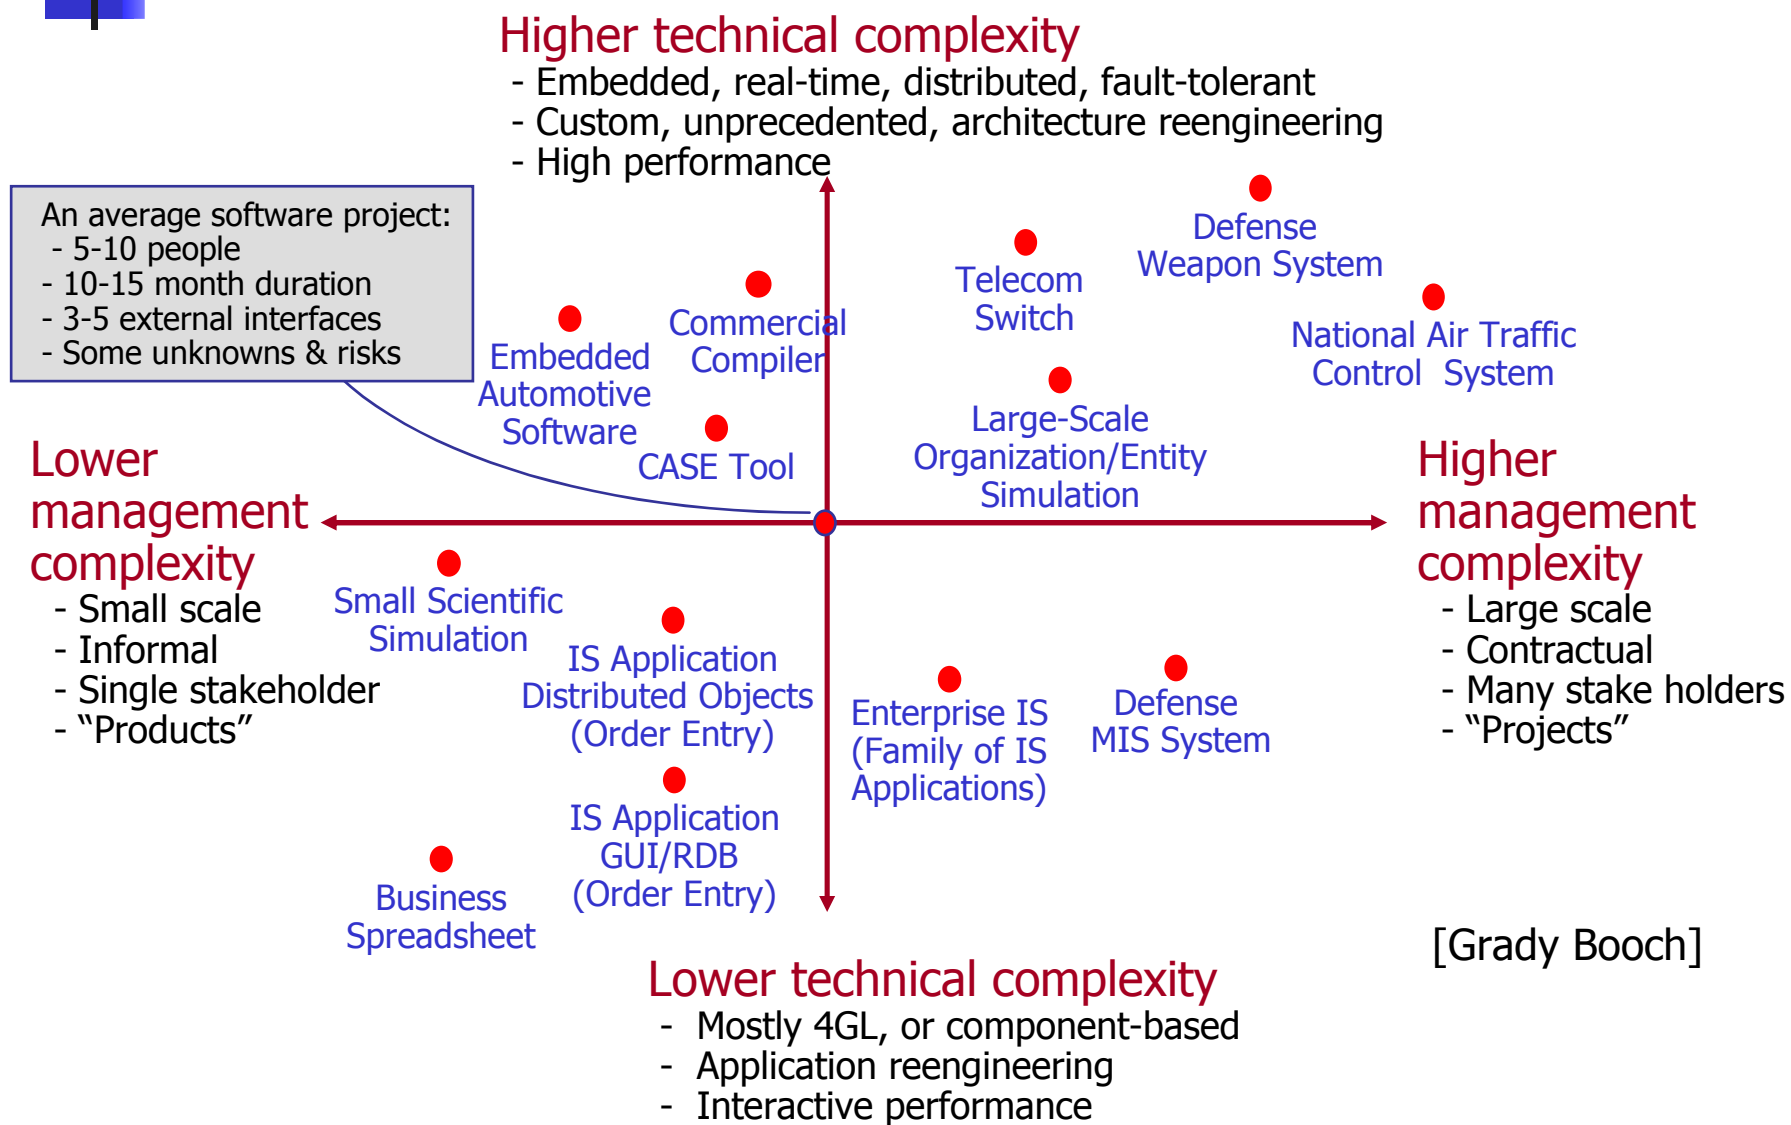 Higher technical complexity
- Embedded, real-time, distributed, fault-tolerant
- Custom, unprecedented, architecture reengineering
- High performance
An average software project:
- 5-10 people
- 10-15 month duration
- 3-5 external interfaces
- Some unknowns & risks
Defense
Weapon System
Telecom
Switch
Commercial
Compiler
National Air Traffic
Control System
Embedded
Automotive
Software
CASE Tool
Large-Scale
Organization/Entity
Simulation
Lower
management
complexity
- Small scale
- Informal
- Single stakeholder
- “Products”
Higher
management
complexity
- Large scale
- Contractual
- Many stake holders
- “Projects”
Small Scientific
Simulation
IS Application
Distributed Objects
(Order Entry)
Enterprise IS
(Family of IS
Applications)
Defense
MIS System
IS Application
GUI/RDB
(Order Entry)
Business
Spreadsheet
[Grady Booch]
Lower technical complexity
- Mostly 4GL, or component-based
- Application reengineering
- Interactive performance